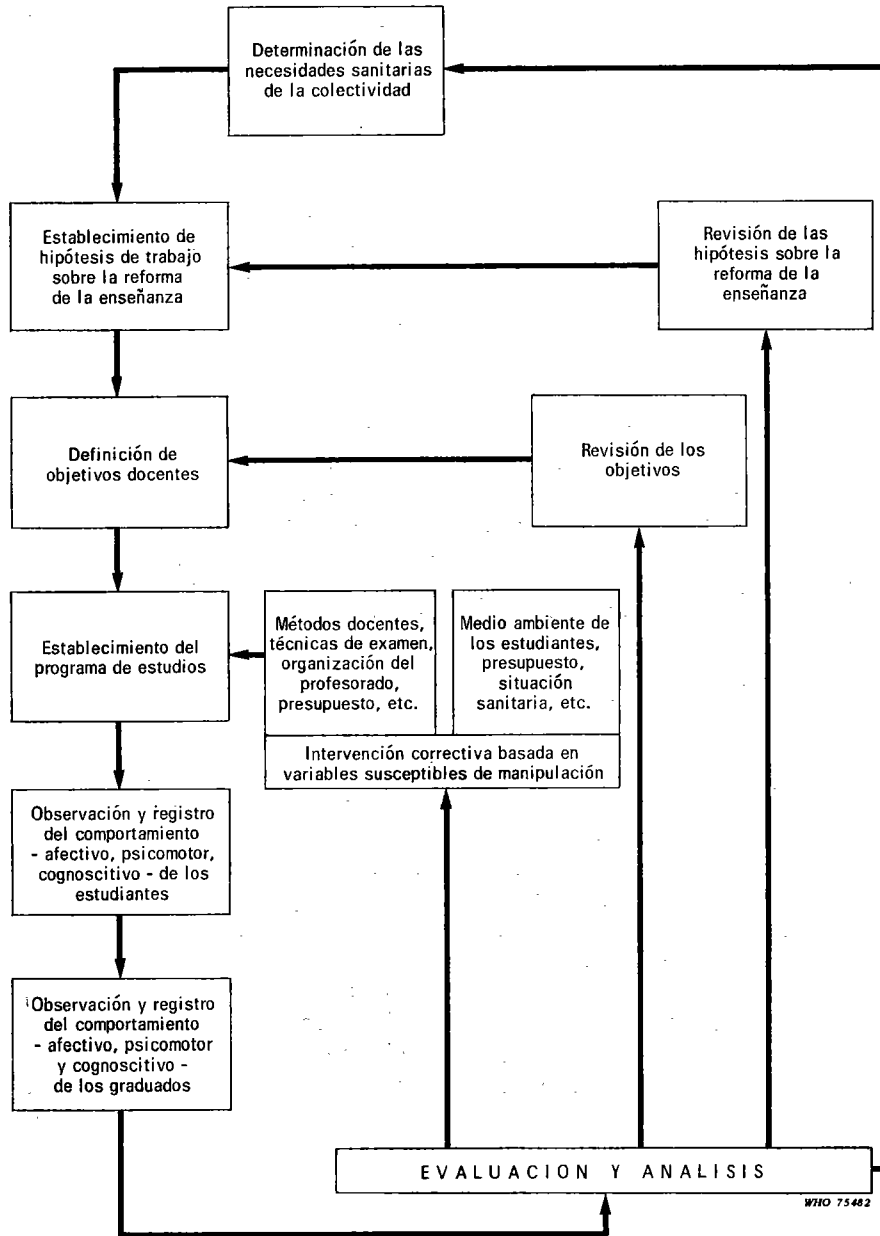 Determinación de las
necesidades sanitarias
de la colectividad
Establecimiento de
hipótesis de trabajo
sobre la reforma
de la enseñanza
Revisión de las
hipótesis sobre la
reforma de la
enseñanza
Definición de
objetivos docentes
Revisión de los
objetivos
Establecimiento del
programa de estudios
Métodos docentes,
técnicas de examen,
organización del
profesorado,
presupuesto, etc.
Medio ambiente de
los estudiantes,
presupuesto,
situación
sanitaria, etc.
Intervención correctiva basada en
variables susceptibles de manipulación
Observación y registro
del comportamiento
- afectivo, psicomotor,
cognoscitivo - de los
estudiantes
Observación y registro
del comportamiento
- afectivo, psicomotor
y cognoscitivo -
de los graduados
EVALUACION Y ANALISIS
WHO 75482